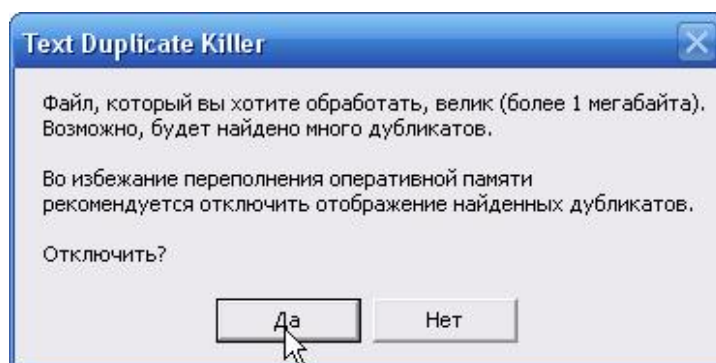 Text Duplicate Killer
Файл, который вы хотите обработать, велик (более 1 мегабайта).
Возможно, будет найдено много дубликатов.
Во избежание переполнения оперативной памяти
рекомендуется отключить отображение найденных дубликатов.
Отключить?
Да
Нет